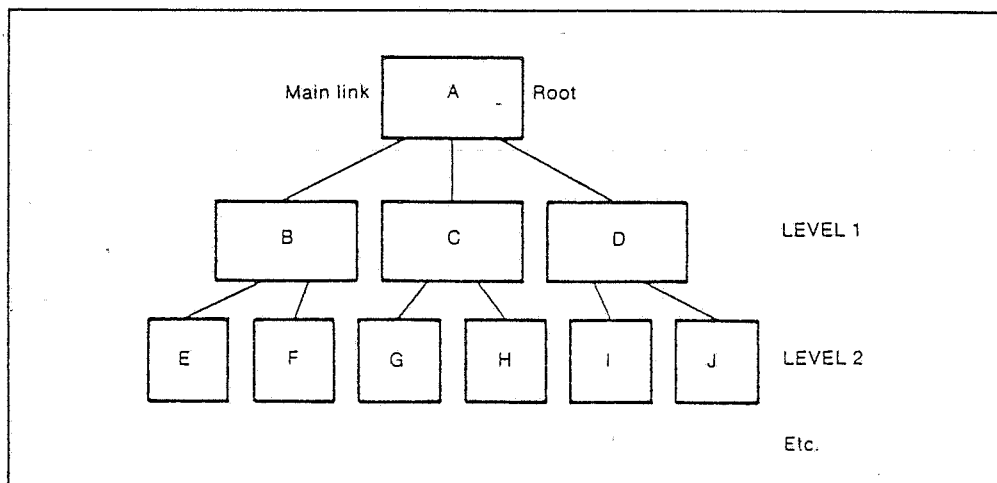 Main link A Root
B C D LEVEL 1
E F G H I J LEVEL 2
Etc.